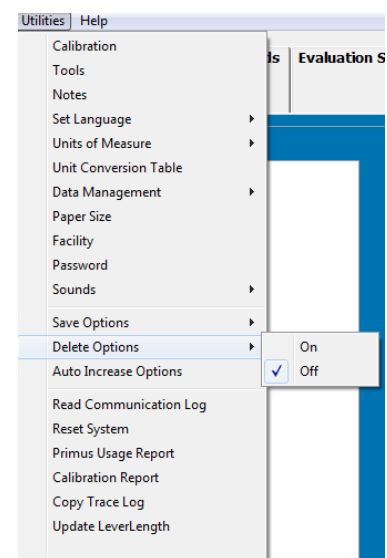 Utilities Help
Calibration
Tools
Notes
Set Language
Units of Measure
Unit Conversion Table
Data Management
Paper Size
Facility
Password
Sounds
Save Options
Delete Options
Auto Increase Options
Read Communication Log
Reset System
Primus Usage Report
Calibration Report
Copy Trace Log
Update LeverLength
On
Off
ds Evaluation S